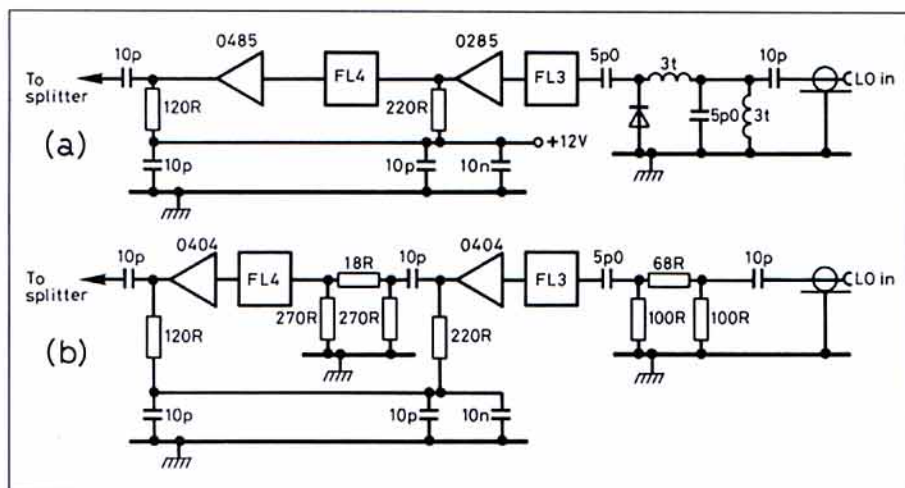 10p
0485
0285
5p0
3t
10p
To
splitter
FL4
FL3
LO in
120R
220R
5p0
3t
(a)
+12V
10p
10p
10n
10p
0404
18R
10p
0404
5p0
68R
10p
To
splitter
FL4
FL3
LO in
270R
270R
100R
100R
120R
220R
(b)
10p
10p
10n